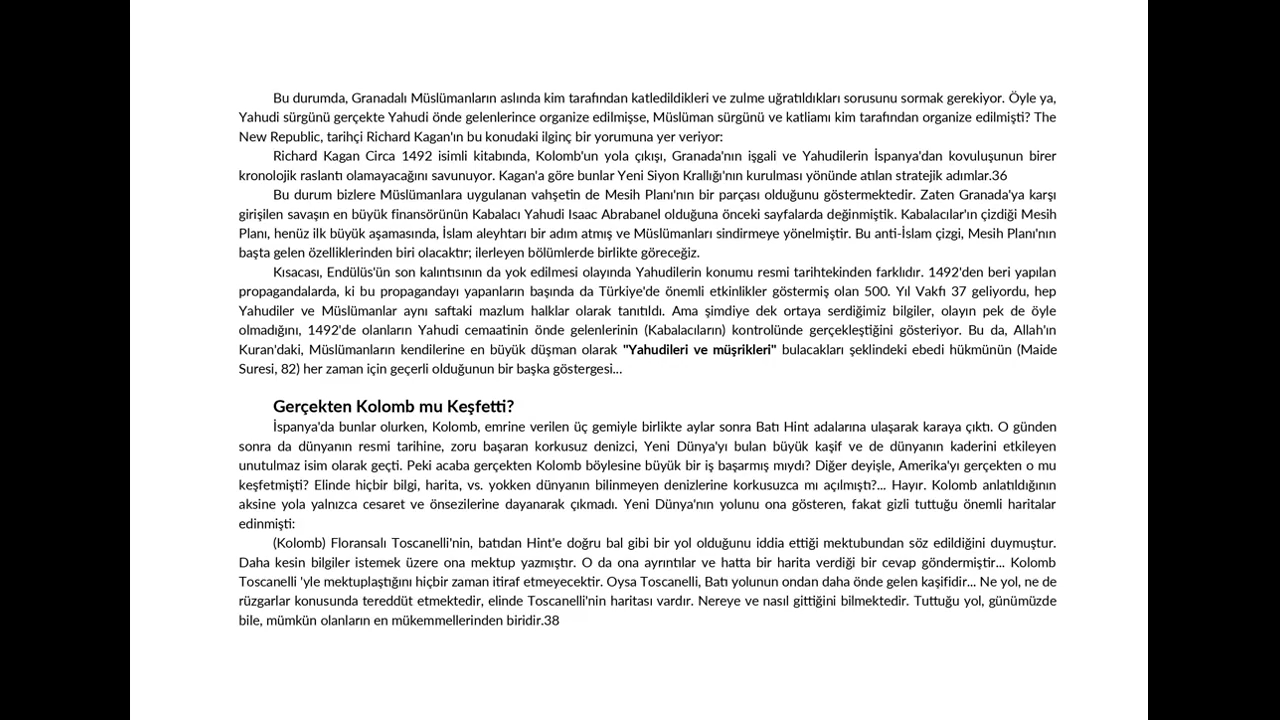 Bu durumda, Granadalı Müslümanların aslında kim tarafından katledildikleri ve zulme uğratıldıkları sorusunu sormak gerekiyor. Öyle ya,
Yahudi sürgünü gerçekte Yahudi önde gelenlerince organize edilmişse, Müslüman sürgünü ve katliamı kim tarafından organize edilmişti? The
New Republic, tarihçi Richard Kagan'ın bu konudaki ilginç bir yorumuna yer veriyor:
Richard Kagan Circa 1492 isimli kitabında, Kolomb'un yola çıkışı, Granada'nın işgali ve Yahudilerin İspanya'dan kovuluşunun birer
kronolojik raslantı olamayacağını savunuyor. Kagan'a göre bunlar Yeni Siyon Krallığı'nın kurulması yönünde atılan stratejik adımlar.36
Bu durum bizlere Müslümanlara uygulanan vahşetin de Mesih Planı'nın bir parçası olduğunu göstermektedir. Zaten Granada'ya karşı
girişilen savaşın en büyük finansörünün Kabalacı Yahudi Isaac Abrabanel olduğuna önceki sayfalarda değinmiştik. Kabalacılar'ın çizdiği Mesih
Planı, henüz ilk büyük aşamasında, İslam aleyhtarı bir adım atmış ve Müslümanları sindirmeye yönelmiştir. Bu anti-İslam çizgi, Mesih Planı'nın
başta gelen özelliklerinden biri olacaktır; ilerleyen bölümlerde birlikte göreceğiz.
Kısacası, Endülüs'ün son kalıntısının da yok edilmesi olayında Yahudilerin konumu resmi tarihtekinden farklıdır. 1492'den beri yapılan
propagandalarda, ki bu propagandayı yapanların başında da Türkiye'de önemli etkinlikler göstermiş olan 500. Yıl Vakfı 37 geliyordu, hep
Yahudiler ve Müslümanlar aynı saftaki mazlum halklar olarak tanıtıldı. Ama şimdiye dek ortaya serdiğimiz bilgiler, olayın pek de öyle
olmadığını, 1492'de olanların Yahudi cemaatinin önde gelenlerinin (Kabalacıların) kontrolünde gerçekleştiğini gösteriyor. Bu da, Allah'ın
Kuran'daki, Müslümanların kendilerine en büyük düşman olarak "Yahudileri ve müşrikleri" bulacakları şeklindeki ebedi hükmünün (Maide
Suresi, 82) her zaman için geçerli olduğunun bir başka göstergesi...
Gerçekten Kolomb mu Keşfetti?
İspanya'da bunlar olurken, Kolomb, emrine verilen üç gemiyle birlikte aylar sonra Batı Hint adalarına ulaşarak karaya çıktı. O günden
sonra da dünyanın resmi tarihine, zoru başaran korkusuz denizci, Yeni Dünya'yı bulan büyük kaşif ve de dünyanın kaderini etkileyen
unutulmaz isim olarak geçti. Peki acaba gerçekten Kolomb böylesine büyük bir iş başarmış mıydı? Diğer deyişle, Amerika'yı gerçekten o mu
keşfetmişti? Elinde hiçbir bilgi, harita, vs. yokken dünyanın bilinmeyen denizlerine korkusuzca mı açılmıştı?... Hayır. Kolomb anlatıldığının
aksine yola yalnızca cesaret ve önsezilerine dayanarak çıkmadı. Yeni Dünya'nın yolunu ona gösteren, fakat gizli tuttuğu önemli haritalar
edinmişti:
(Kolomb) Floransalı Toscanelli'nin, batıdan Hint'e doğru bal gibi bir yol olduğunu iddia ettiği mektubundan söz edildiğini duymuştur.
Daha kesin bilgiler istemek üzere ona mektup yazmıştır. O da ona ayrıntılar ve hatta bir harita verdiği bir cevap göndermiştir... Kolomb
Toscanelli 'yle mektuplaştığını hiçbir zaman itiraf etmeyecektir. Oysa Toscanelli, Batı yolunun ondan daha önde gelen kaşifidir... Ne yol, ne de
rüzgarlar konusunda tereddüt etmektedir, elinde Toscanelli'nin haritası vardır. Nereye ve nasıl gittiğini bilmektedir. Tuttuğu yol, günümüzde
bile, mümkün olanların en mükemmellerinden biridir.38